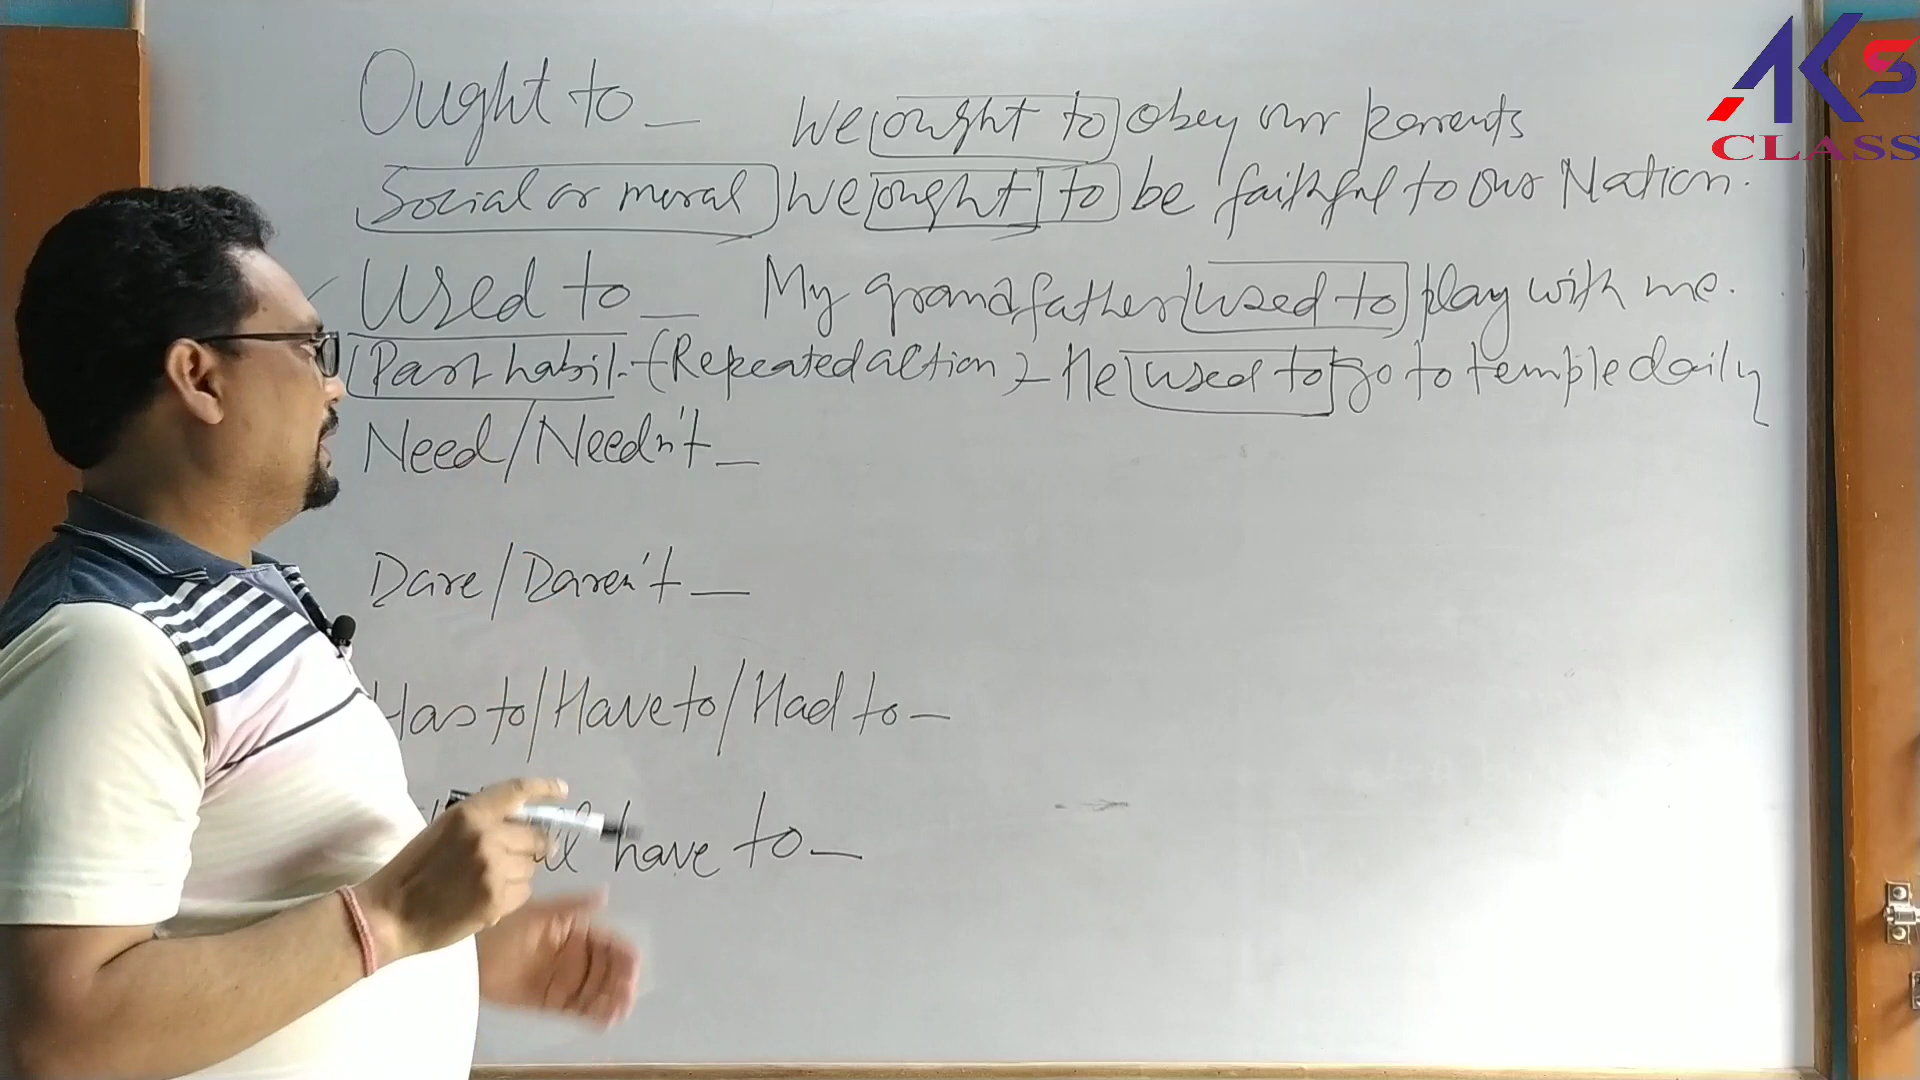 Ought to _ We ought to obey our parents
Social or moral We ought to be faithful to our Nation.
Used to _ My grandfather used to play with me.
Past habit - (Repeated action) - He used to go to temple daily
Need/Needn't _
Dare/Daren't _
Has to/Have to/Had to _
have to _
AKS
CLASS